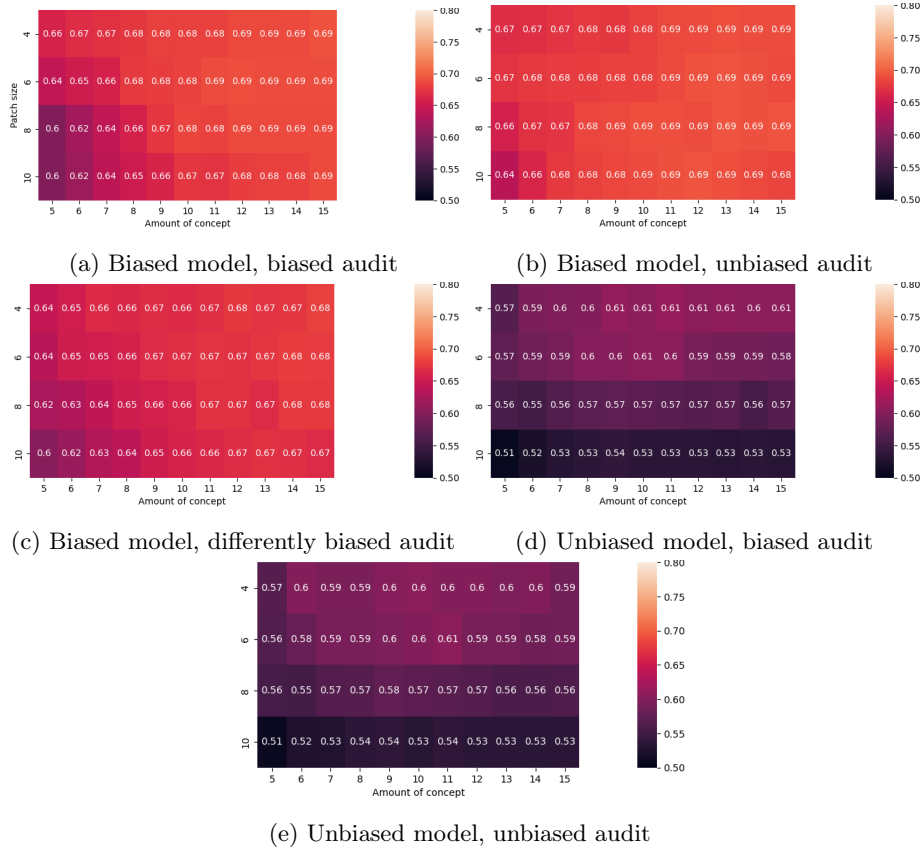 4 0.66 0.67 0.67 0.68 0.68 0.68 0.68 0.68 0.69 0.69 0.69
6 0.64 0.65 0.66 0.68 0.68 0.68 0.69 0.69 0.69 0.69 0.69
8 0.6 0.62 0.64 0.66 0.67 0.68 0.68 0.69 0.69 0.69 0.69
10 0.6 0.62 0.64 0.65 0.66 0.67 0.67 0.68 0.68 0.68 0.69
Patch size
5 6 7 8 9 10 11 12 13 14 15
Amount of concept
0.80
0.75
0.70
0.65
0.60
0.55
0.50
(a) Biased model, biased audit
4 0.67 0.67 0.67 0.68 0.68 0.68 0.69 0.69 0.69 0.69 0.69
6 0.67 0.68 0.68 0.68 0.68 0.68 0.69 0.69 0.69 0.69 0.69
8 0.66 0.67 0.67 0.68 0.69 0.69 0.69 0.69 0.69 0.69 0.69
10 0.64 0.66 0.68 0.68 0.68 0.69 0.69 0.69 0.69 0.69 0.68
5 6 7 8 9 10 11 12 13 14 15
Amount of concept
0.80
0.75
0.70
0.65
0.60
0.55
0.50
(b) Biased model, unbiased audit
4 0.64 0.65 0.66 0.66 0.67 0.67 0.67 0.68 0.67 0.67 0.68
6 0.64 0.65 0.65 0.66 0.67 0.67 0.67 0.67 0.67 0.68 0.68
8 0.62 0.63 0.64 0.65 0.66 0.66 0.67 0.67 0.67 0.68 0.68
10 0.6 0.62 0.63 0.64 0.65 0.66 0.66 0.67 0.67 0.67 0.67
5 6 7 8 9 10 11 12 13 14 15
Amount of concept
0.80
0.75
0.70
0.65
0.60
0.55
0.50
(c) Biased model, differently biased audit
4 0.57 0.59 0.6 0.6 0.61 0.61 0.61 0.61 0.61 0.6 0.61
6 0.57 0.59 0.59 0.6 0.6 0.61 0.6 0.59 0.59 0.59 0.58
8 0.56 0.55 0.56 0.57 0.57 0.57 0.57 0.57 0.57 0.56 0.57
10 0.51 0.52 0.53 0.53 0.54 0.53 0.53 0.53 0.53 0.53 0.53
5 6 7 8 9 10 11 12 13 14 15
Amount of concept
0.80
0.75
0.70
0.65
0.60
0.55
0.50
(d) Unbiased model, biased audit
4 0.57 0.6 0.59 0.59 0.6 0.6 0.6 0.6 0.6 0.6 0.59
6 0.56 0.58 0.59 0.59 0.6 0.6 0.61 0.59 0.59 0.58 0.59
8 0.56 0.55 0.57 0.57 0.58 0.57 0.57 0.57 0.56 0.56 0.56
10 0.51 0.52 0.53 0.54 0.54 0.53 0.54 0.53 0.53 0.53 0.53
5 6 7 8 9 10 11 12 13 14 15
Amount of concept
0.80
0.75
0.70
0.65
0.60
0.55
0.50
(e) Unbiased model, unbiased audit